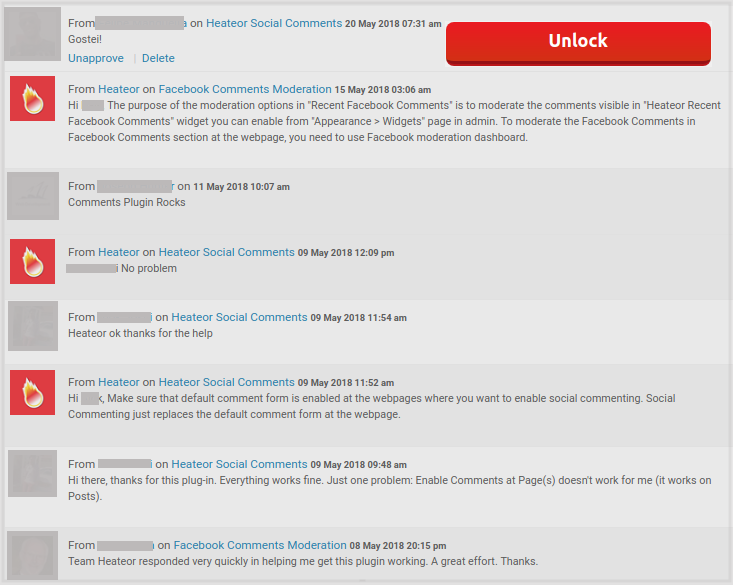 From on Heateor Social Comments 20 May 2018 07:31 am
Unlock
Gostei!
Unapprove | Delete
From Heateor on Facebook Comments Moderation 15 May 2018 03:06 am
Hi The purpose of the moderation options in "Recent Facebook Comments" is to moderate the comments visible in "Heateor Recent
Facebook Comments" widget you can enable from "Appearance > Widgets" page in admin. To moderate the Facebook Comments in
Facebook Comments section at the webpage, you need to use Facebook moderation dashboard.
From on 11 May 2018 10:07 am
Comments Plugin Rocks
From Heateor on Heateor Social Comments 09 May 2018 12:09 pm
No problem
From on Heateor Social Comments 09 May 2018 11:54 am
Heateor ok thanks for the help
From Heateor on Heateor Social Comments 09 May 2018 11:52 am
Hi , Make sure that default comment form is enabled at the webpages where you want to enable social commenting. Social
Commenting just replaces the default comment form at the webpage.
From on Heateor Social Comments 09 May 2018 09:48 am
Hi there, thanks for this plug-in. Everything works fine. Just one problem: Enable Comments at Page(s) doesn't work for me (it works on
Posts).
From on Facebook Comments Moderation 08 May 2018 20:15 pm
Team Heateor responded very quickly in helping me get this plugin working. A great effort. Thanks.